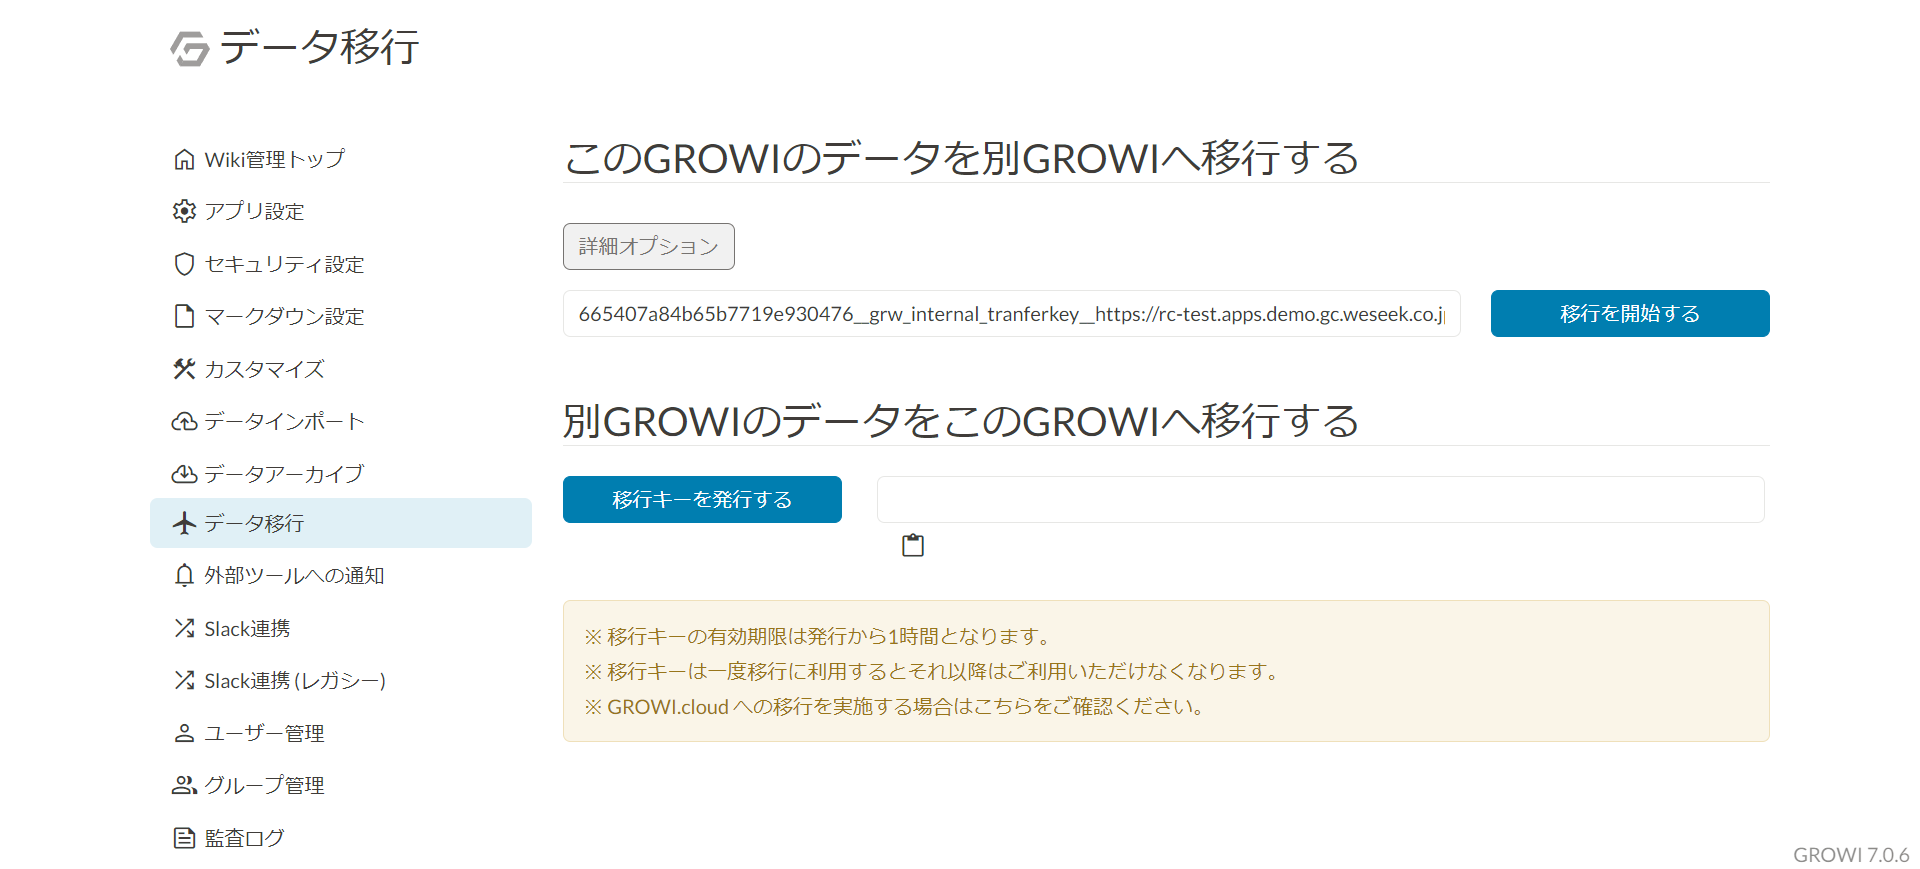 データ移行
Wiki管理トップ
アプリ設定
セキュリティ設定
マークダウン設定
カスタマイズ
データインポート
データアーカイブ
データ移行
外部ツールへの通知
Slack連携
Slack連携 (レガシー)
ユーザー管理
グループ管理
監査ログ
このGROWIのデータを別GROWIへ移行する
詳細オプション
665407a84b65b7719e930476__grw_internal_tranferkey__https://rc-test.apps.demo.gc.weseek.co.j
移行を開始する
別GROWIのデータをこのGROWIへ移行する
移行キーを発行する
※ 移行キーの有効期限は発行から1時間となります。
※ 移行キーは一度移行に利用するとそれ以降はご利用いただけなくなります。
※ GROWI.cloud への移行を実施する場合はこちらをご確認ください。
GROWI 7.0.6